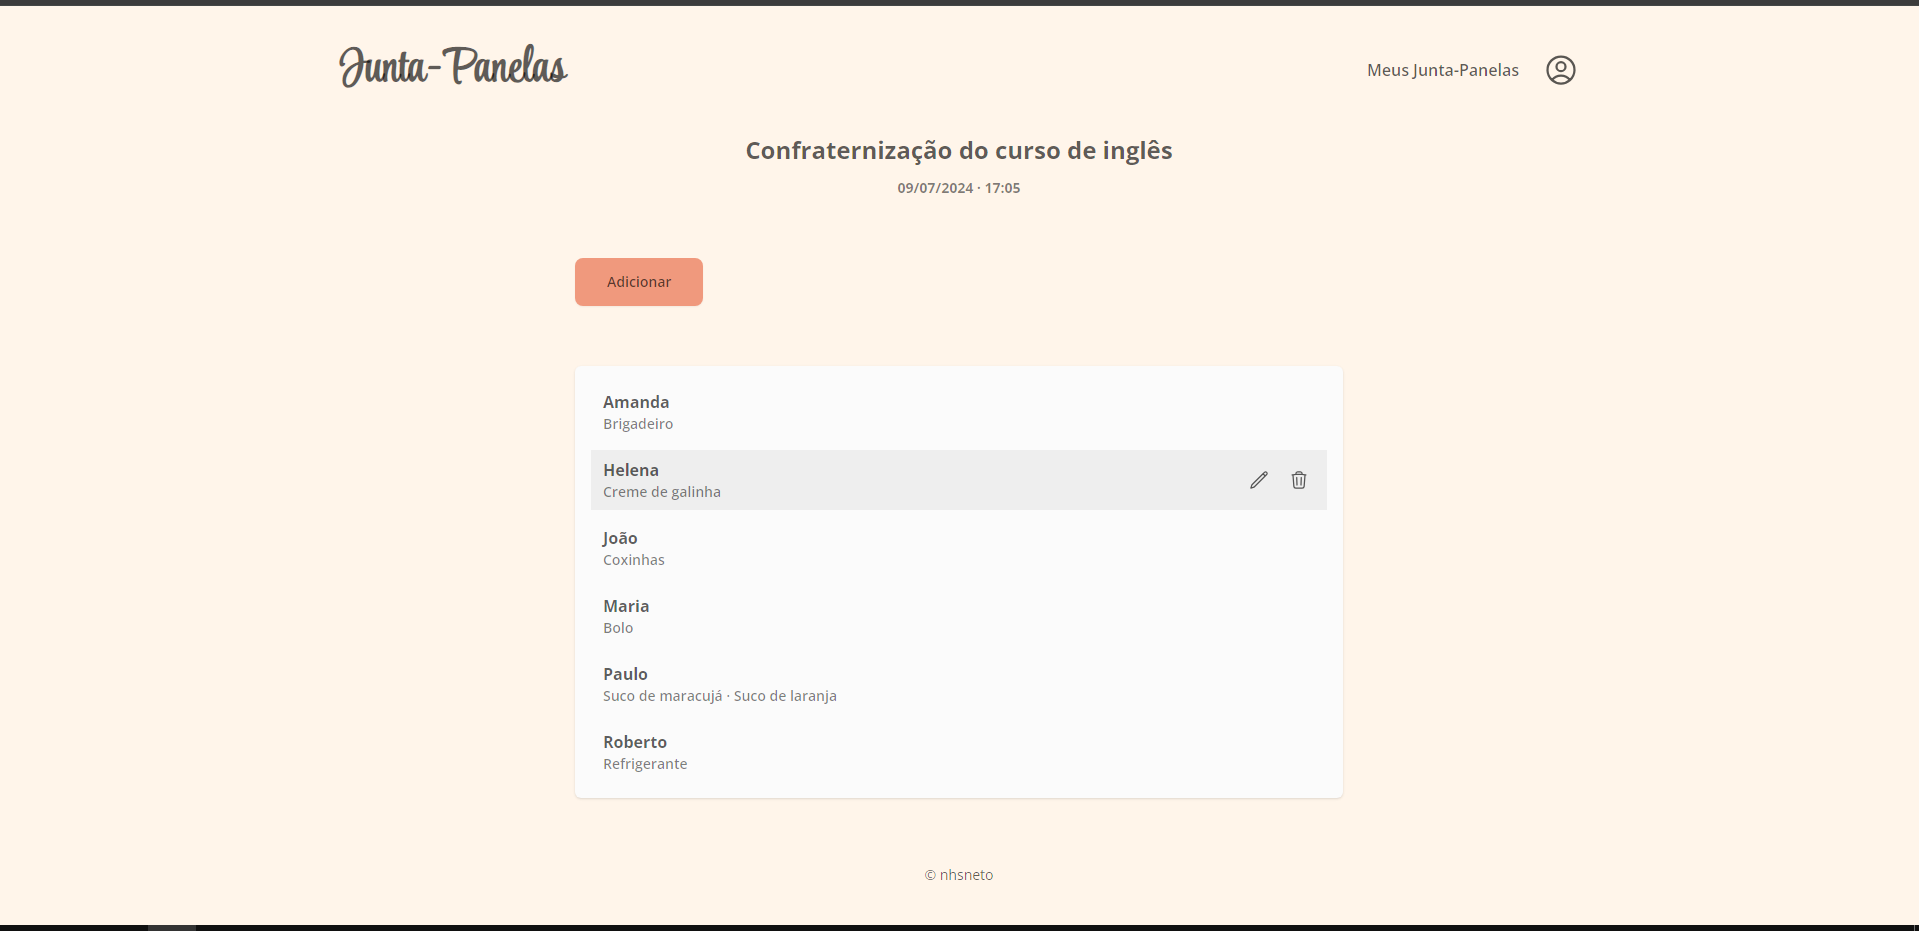 Junta-Panelas
Meus Junta-Panelas
Confraternização do curso de inglês
09/07/2024 · 17:05
Adicionar
Amanda
Brigadeiro
Helena
Creme de galinha
João
Coxinhas
Maria
Bolo
Paulo
Suco de maracujá · Suco de laranja
Roberto
Refrigerante
© nhsneto